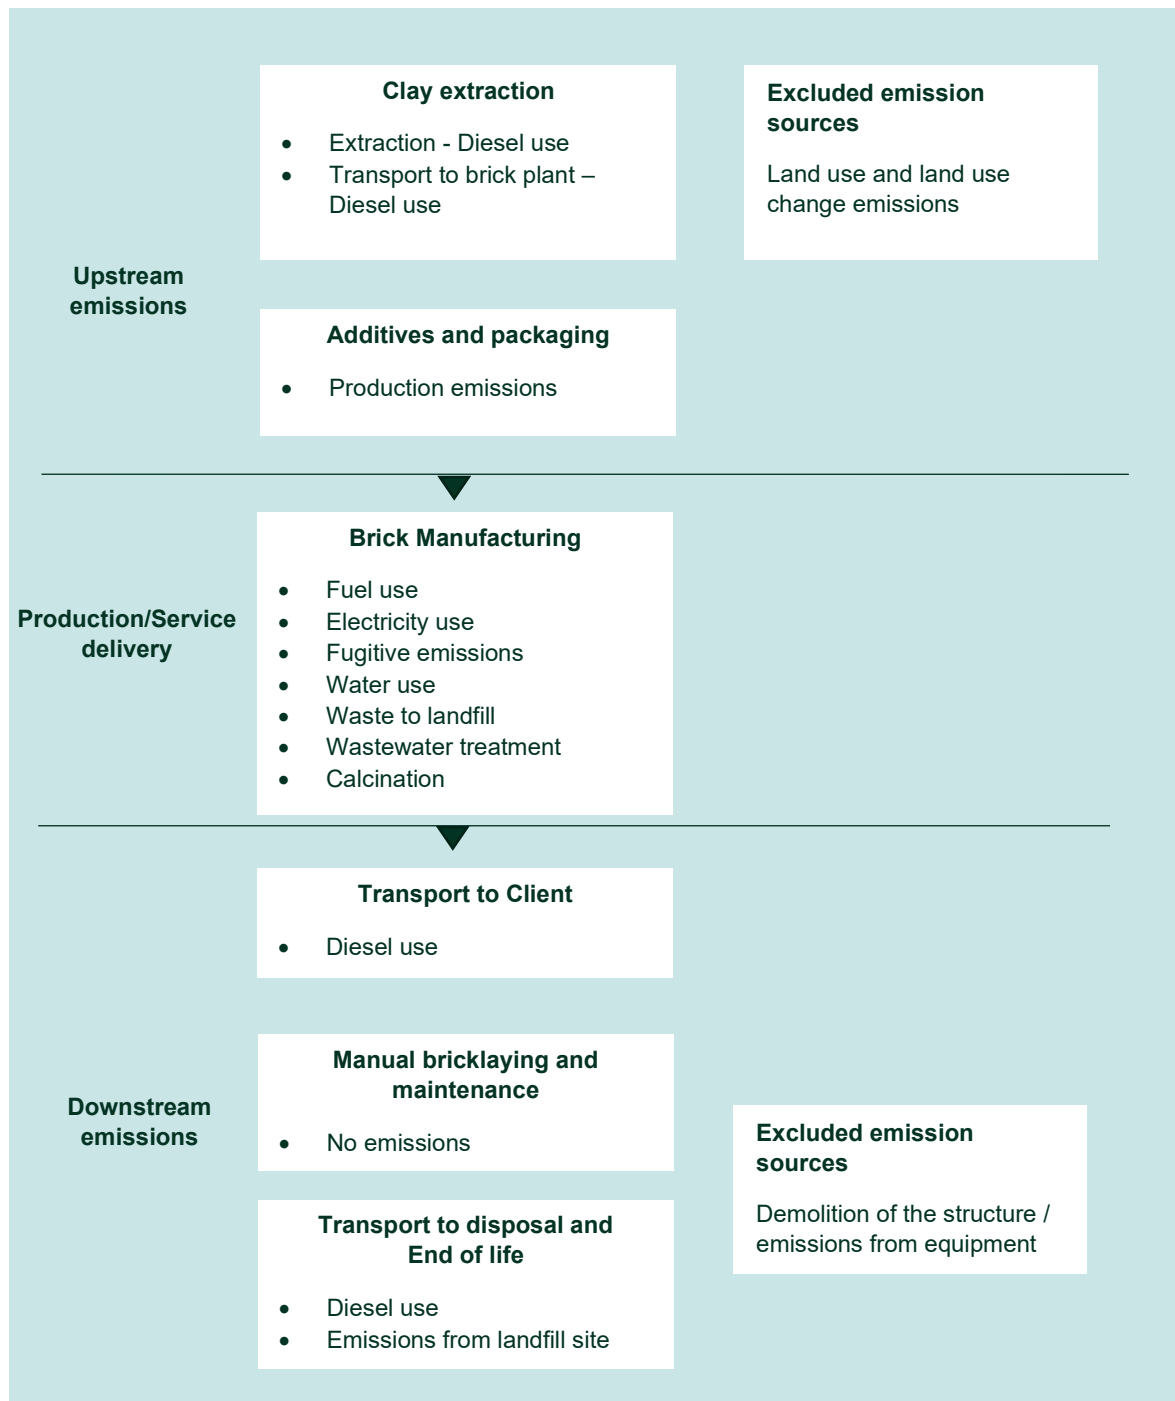 Clay extraction
• Extraction - Diesel use
• Transport to brick plant –
Diesel use
Excluded emission
sources
Land use and land use
change emissions
Upstream
emissions
Additives and packaging
• Production emissions
Brick Manufacturing
• Fuel use
• Electricity use
• Fugitive emissions
• Water use
• Waste to landfill
• Wastewater treatment
• Calcination
Production/Service
delivery
Transport to Client
• Diesel use
Manual bricklaying and
maintenance
• No emissions
Downstream
emissions
Excluded emission
sources
Demolition of the structure /
emissions from equipment
Transport to disposal and
End of life
• Diesel use
• Emissions from landfill site